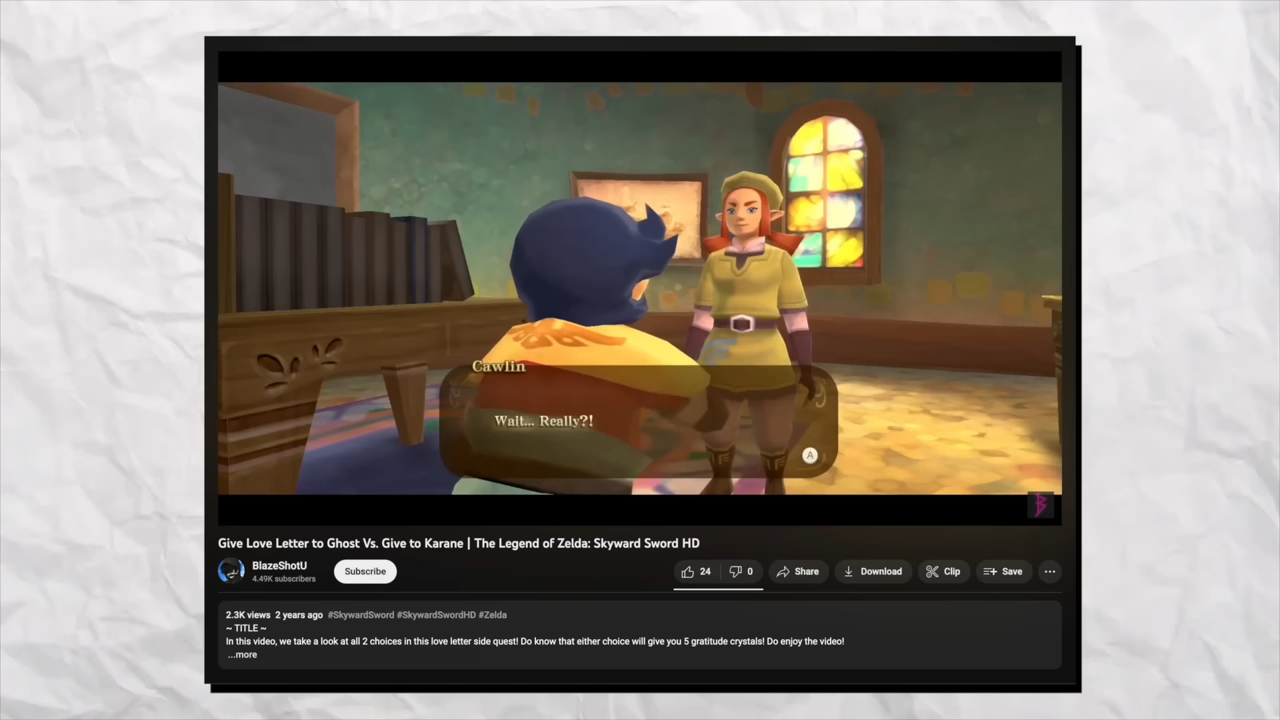 Cawlin
Wait... Really?!
A
Give Love Letter to Ghost Vs. Give to Karane | The Legend of Zelda: Skyward Sword HD
BlazeShotU
4.49K subscribers
Subscribe
24
0
Share
Download
Clip
Save
2.3K views 2 years ago #SkywardSword #SkywardSwordHD #Zelda
~ TITLE ~
In this video, we take a look at all 2 choices in this love letter side quest! Do know that either choice will give you 5 gratitude crystals! Do enjoy the video!
...more